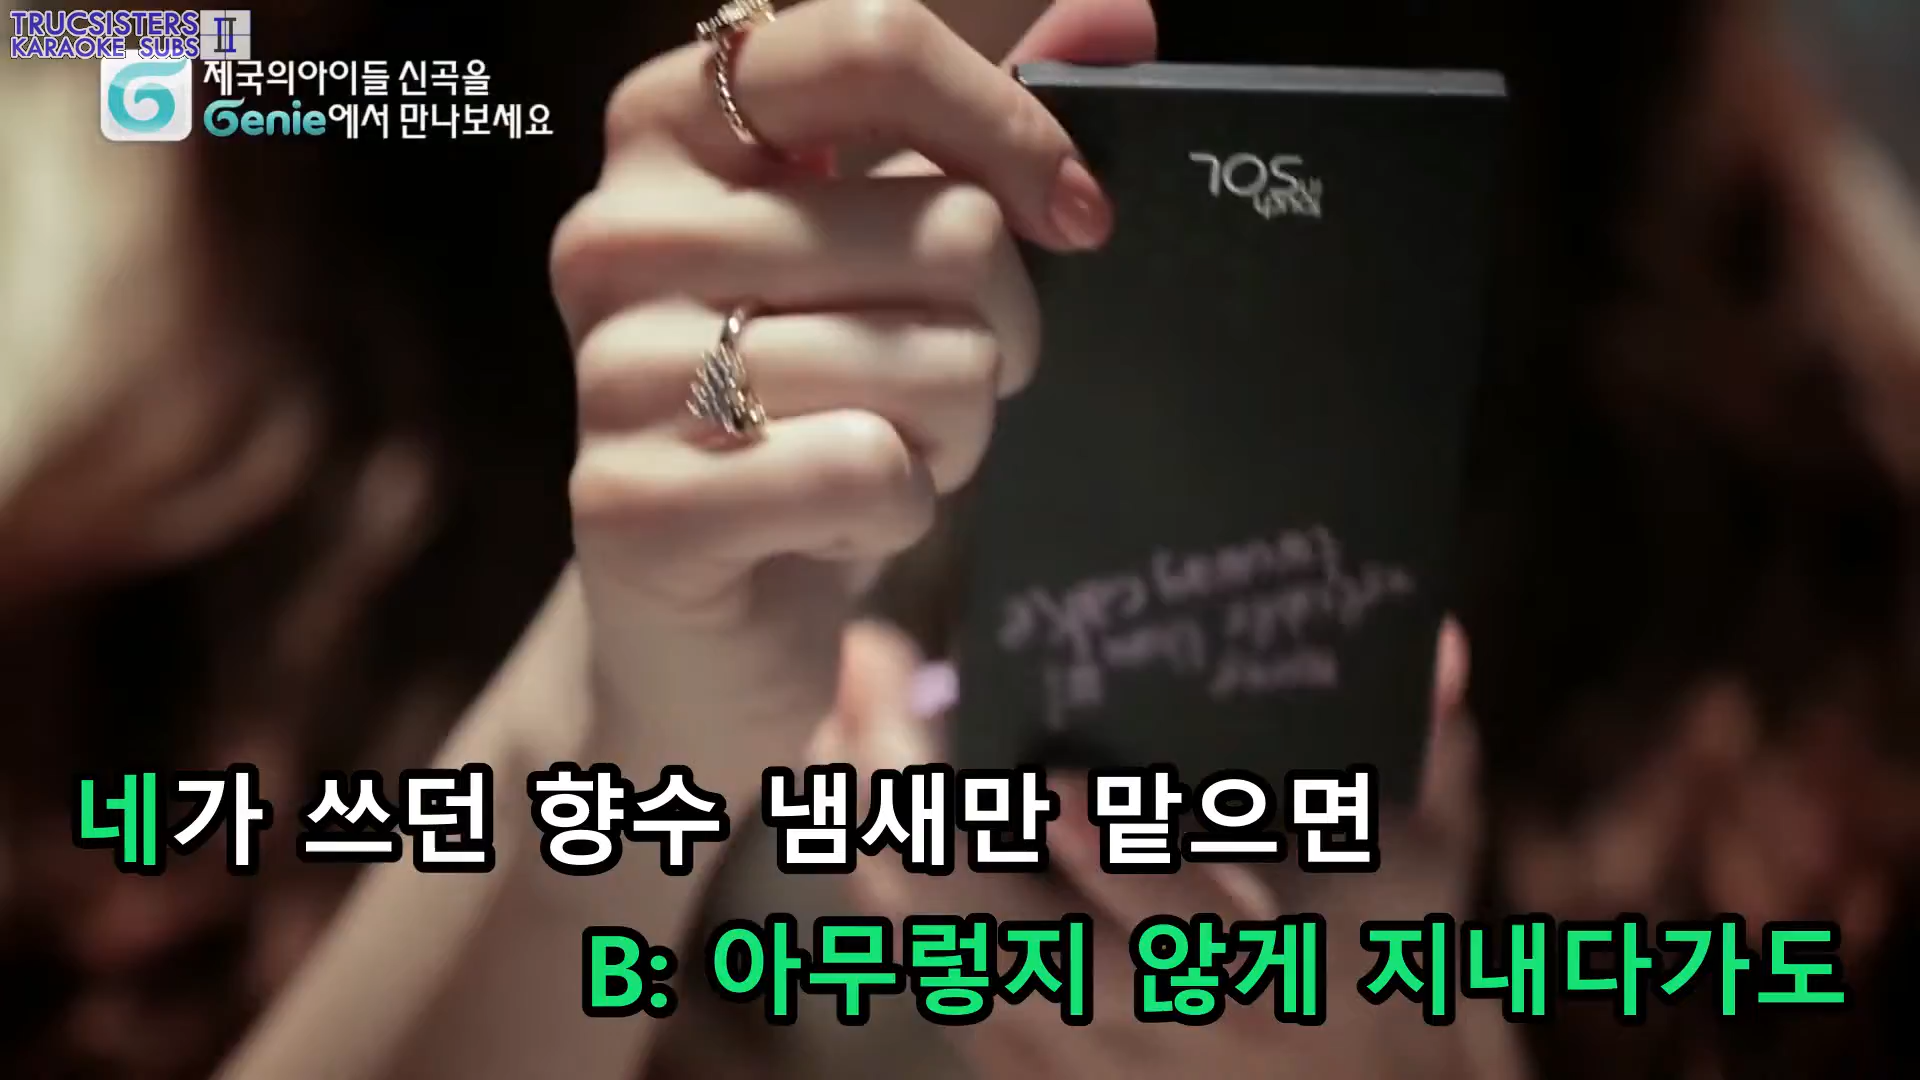 TRUCSISTERS
KARAOKE SUBS II
제국의아이들 신곡을
Genie에서 만나보세요
네가 쓰던 향수 냄새만 맡으면
B: 아무렇지 않게 지내다가도